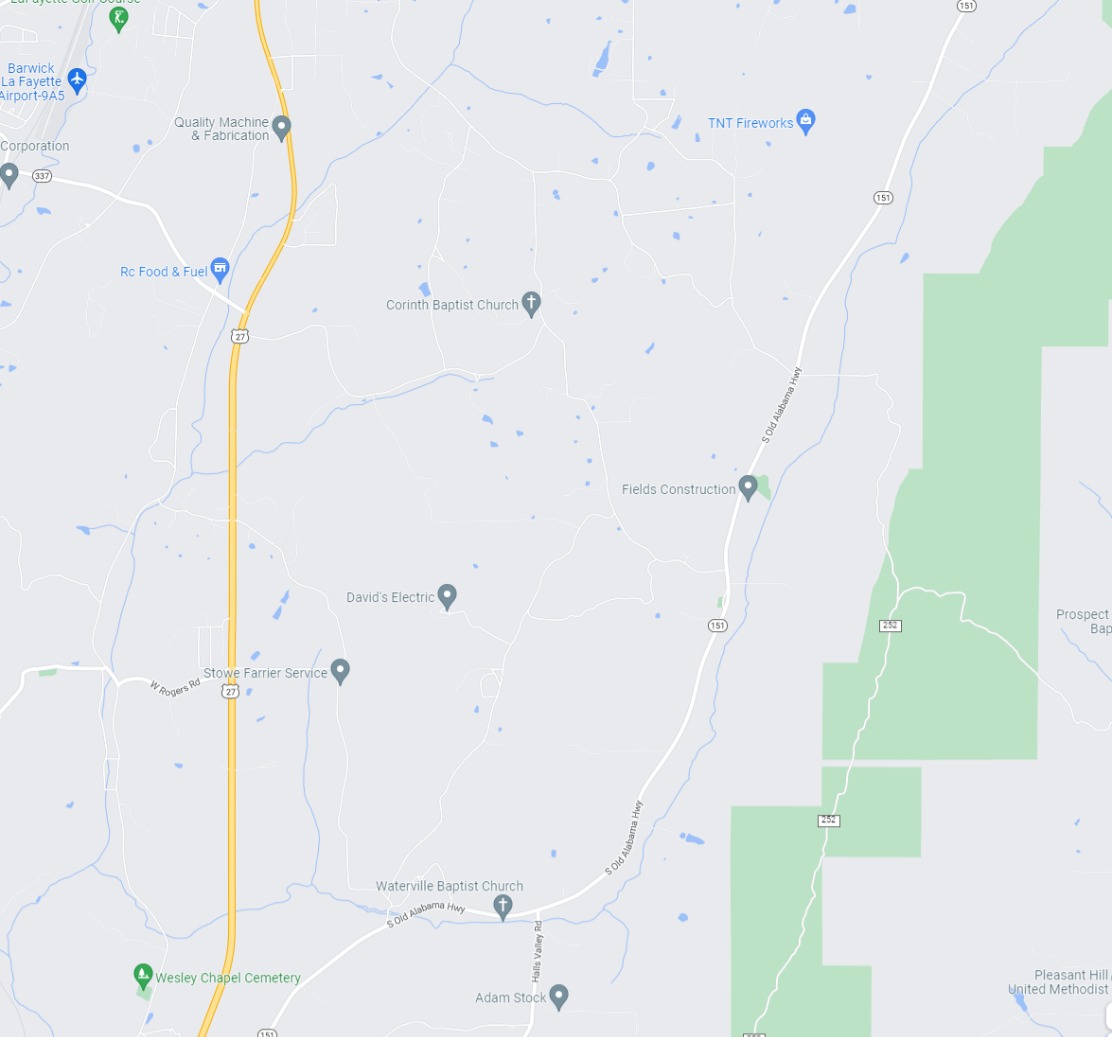 LaFayette Golf Course
151
Barwick
La Fayette
Airport-9A5
Quality Machine
& Fabrication
TNT Fireworks
Corporation
337
151
Rc Food & Fuel
Corinth Baptist Church
27
S Old Alabama Hwy
Fields Construction
David's Electric
151
252
Prospect
Bap
Stowe Farrier Service
W Rogers Rd
27
252
S Old Alabama Hwy
Waterville Baptist Church
S Old Alabama Hwy
Halls Valley Rd
Wesley Chapel Cemetery
Adam Stock
Pleasant Hill
United Methodist
151